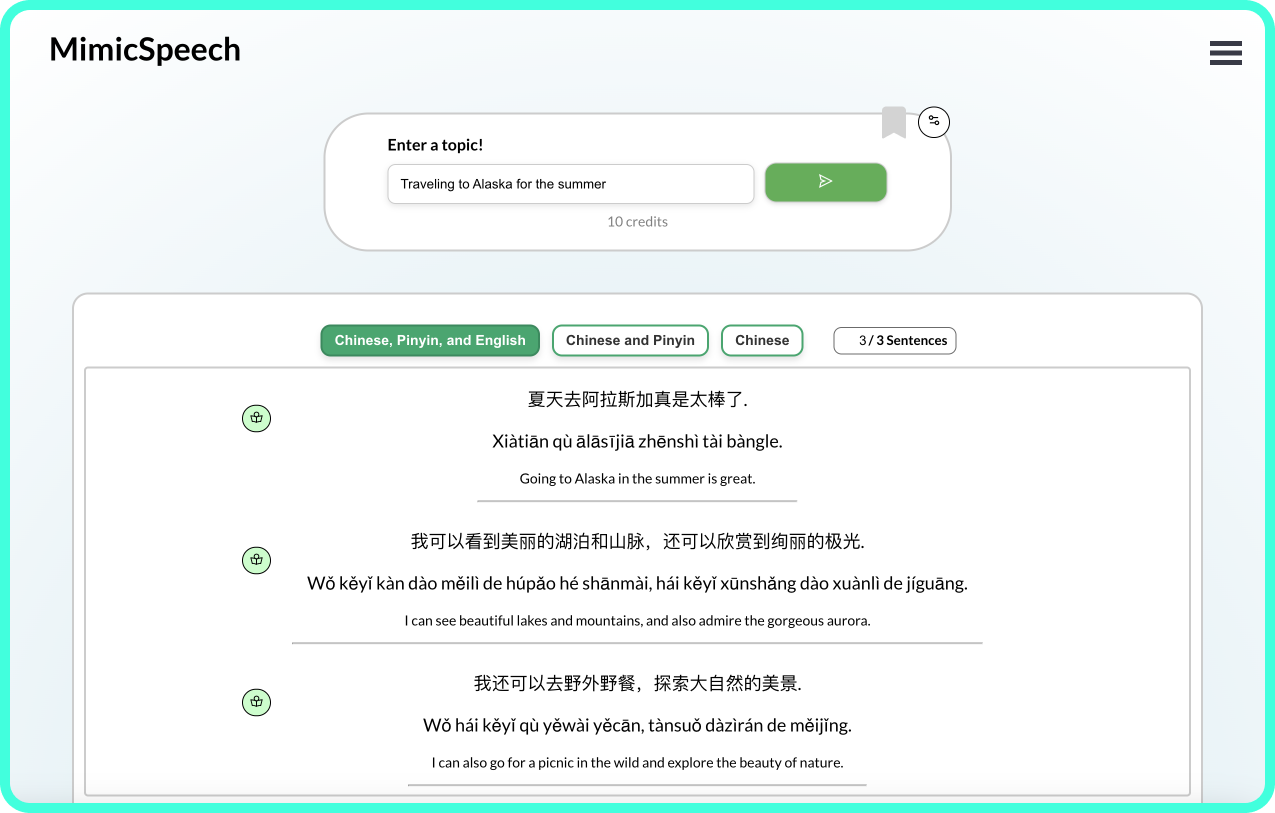 MimicSpeech
Enter a topic!
Traveling to Alaska for the summer
10 credits
Chinese, Pinyin, and English
Chinese and Pinyin
Chinese
3 / 3 Sentences
夏天去阿拉斯加真是太棒了.
Xiàtiān qù ālāsījiā zhēnshì tài bàngle.
Going to Alaska in the summer is great.
我可以看到美丽的湖泊和山脉，还可以欣赏到绚丽的极光.
Wǒ kěyǐ kàn dào měilì de húpǎo hé shānmài, hái kěyǐ xūnshǎng dào xuànlì de jíguāng.
I can see beautiful lakes and mountains, and also admire the gorgeous aurora.
我还可以去野外野餐，探索大自然的美景.
Wǒ hái kěyǐ qù yěwài yěcān, tànsuǒ dàzìrán de měijǐng.
I can also go for a picnic in the wild and explore the beauty of nature.